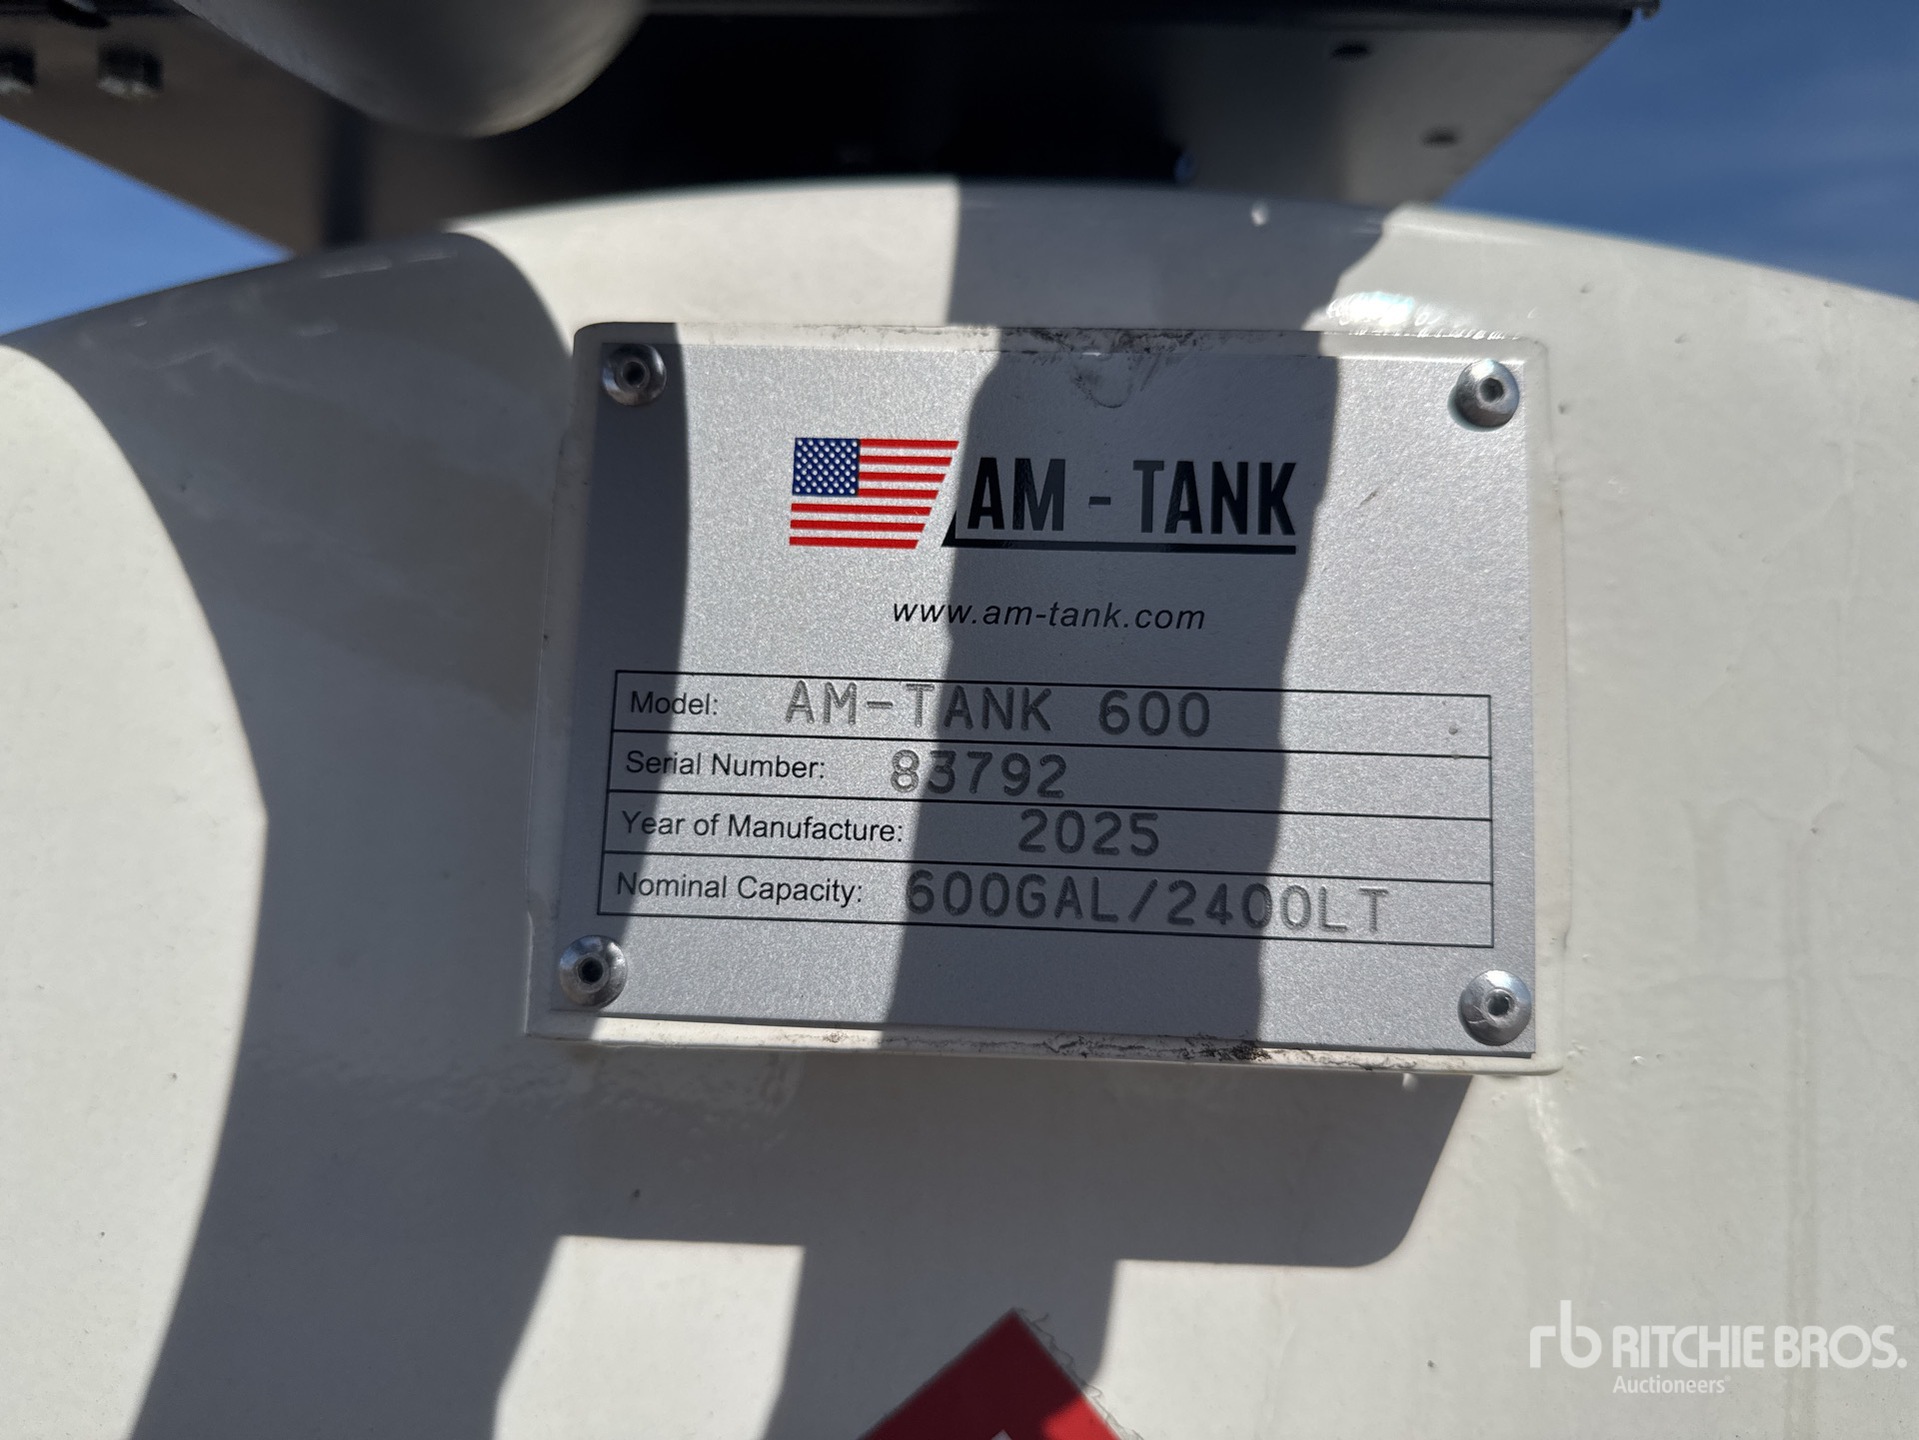 AM - TANK
www.am-tank.com
Model: AM-TANK 600
Serial Number: 83792
Year of Manufacture: 2025
Nominal Capacity: 600GAL/2400LT
rb RITCHIE BROS.
Auctioneers